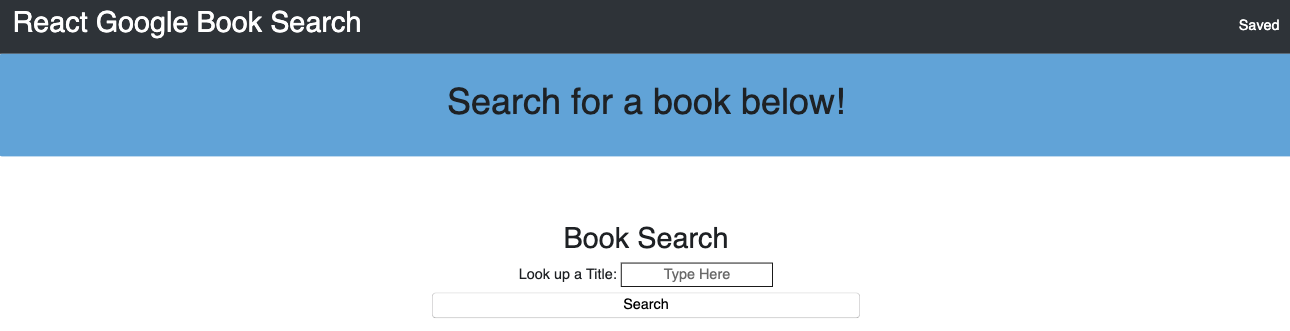 React Google Book Search
Saved
Search for a book below!
Book Search
Look up a Title: Type Here
Search